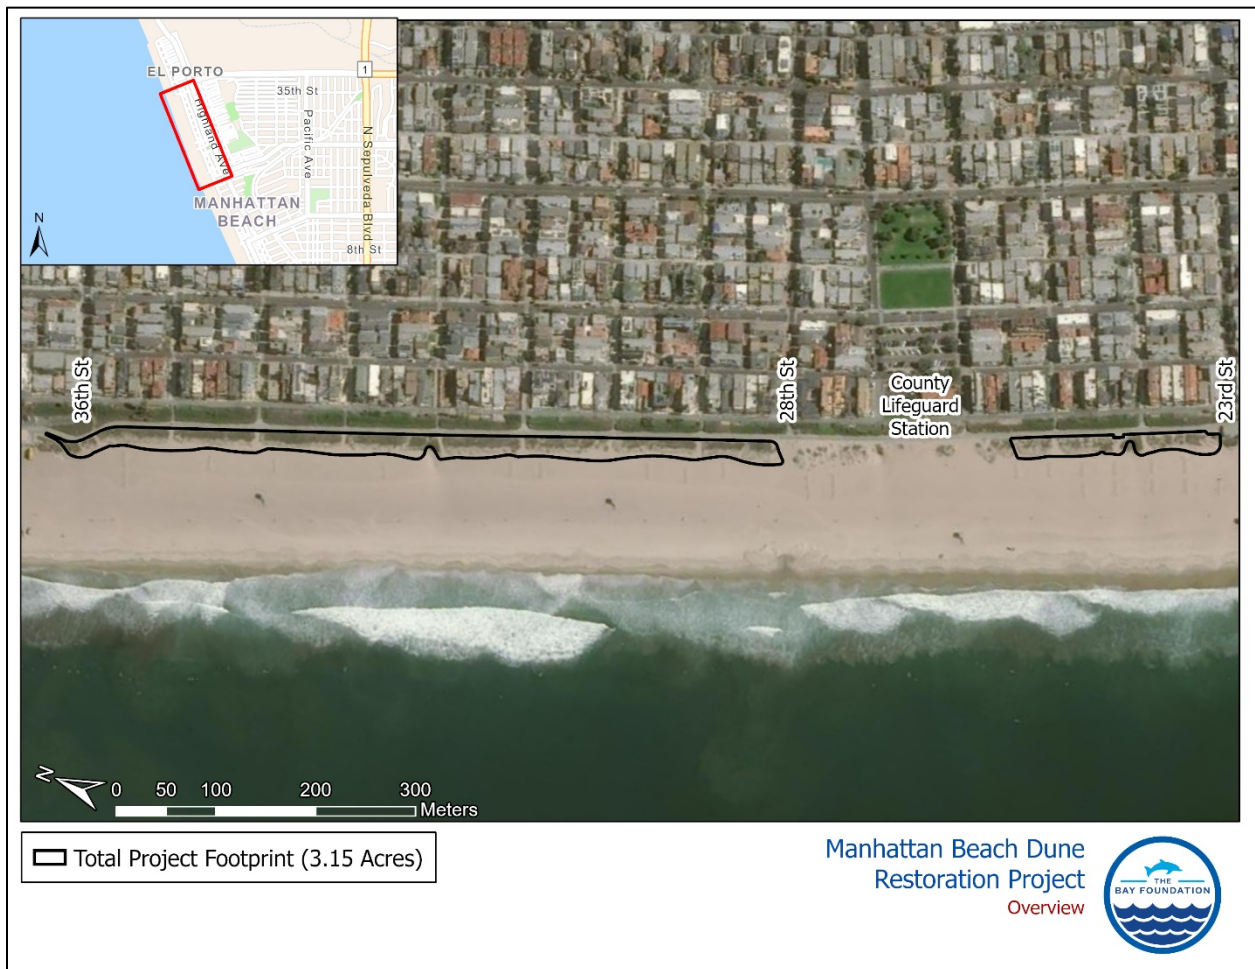 EL PORTO
1
35th St
Highland Ave
Pacific Ave
N Sepulveda Blvd
MANHATTAN
BEACH
8th St
N
36th St
28th St
County
Lifeguard
Station
23rd St
N
0 50 100 200 300
Meters
Total Project Footprint (3.15 Acres)
Manhattan Beach Dune
Restoration Project
Overview
THE
BAY FOUNDATION